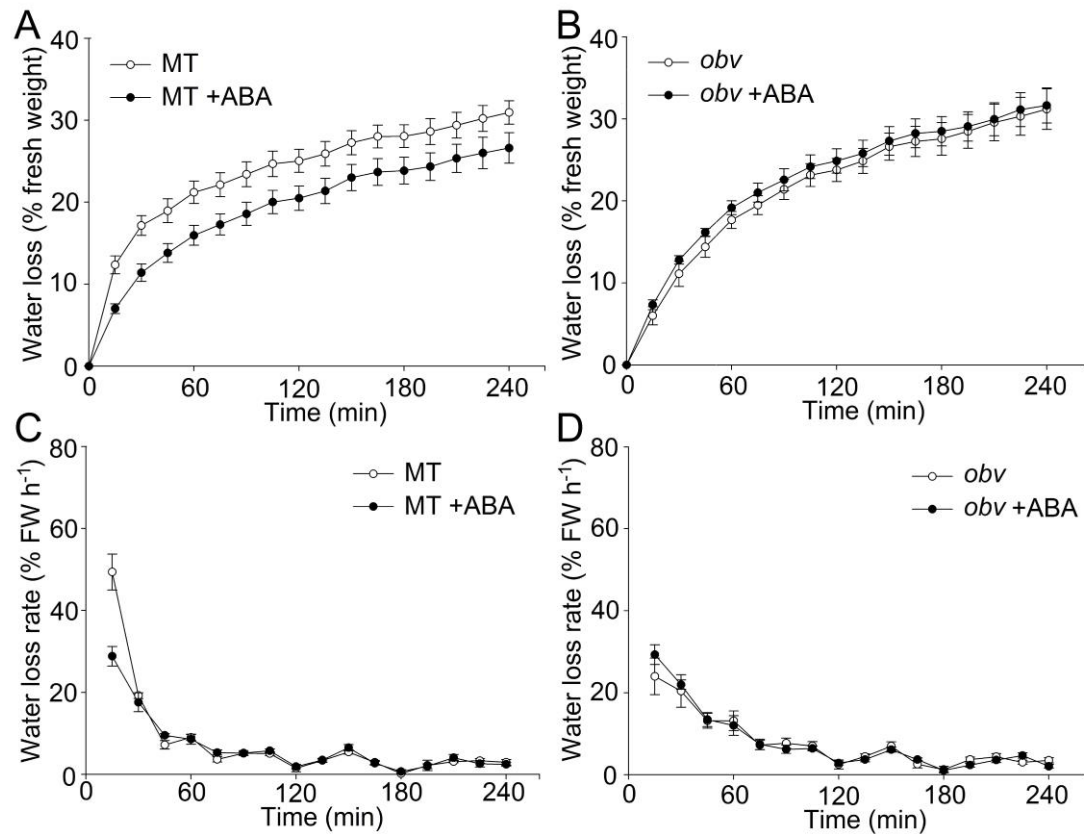 A
Water loss (% fresh weight)
40
30
20
10
0
MT
MT +ABA
0 60 120 180 240
Time (min)
B
Water loss (% fresh weight)
40
30
20
10
0
obv
obv +ABA
0 60 120 180 240
Time (min)
C
Water loss rate (% FW h⁻¹)
80
60
40
20
0
MT
MT +ABA
0 60 120 180 240
Time (min)
D
Water loss rate (% FW h⁻¹)
80
60
40
20
0
obv
obv +ABA
0 60 120 180 240
Time (min)